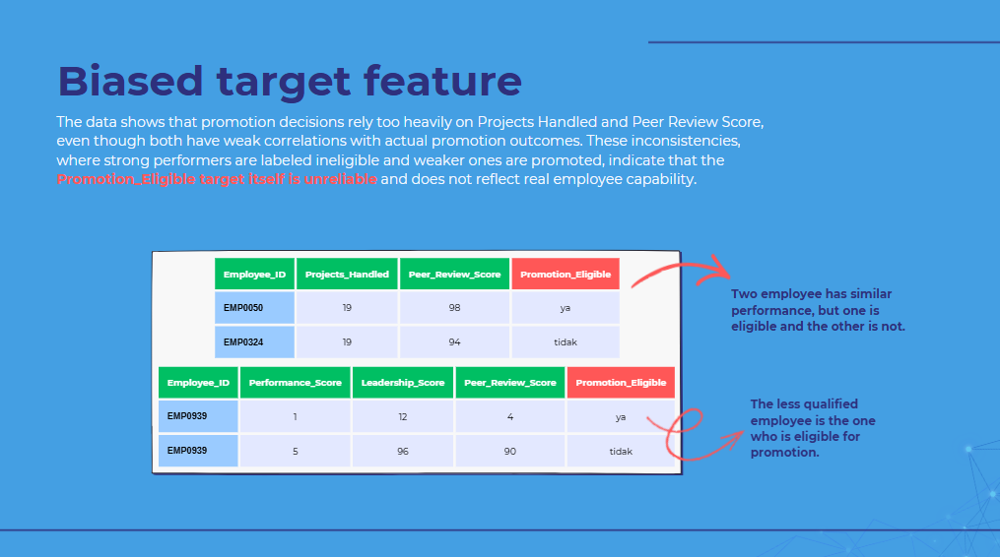 Biased target feature
The data shows that promotion decisions rely too heavily on Projects Handled and Peer Review Score,
even though both have weak correlations with actual promotion outcomes. These inconsistencies,
where strong performers are labeled ineligible and weaker ones are promoted, indicate that the
Promotion_Eligible target itself is unreliable and does not reflect real employee capability.
Employee_ID Projects_Handled Peer_Review_Score Promotion_Eligible
EMP0050 19 98 ya
EMP0324 19 94 tidak
Two employee has similar
performance, but one is
eligible and the other is not.
Employee_ID Performance_Score Leadership_Score Peer_Review_Score Promotion_Eligible
EMP0939 1 12 4 ya
EMP0939 5 96 90 tidak
The less qualified
employee is the one
who is eligible for
promotion.